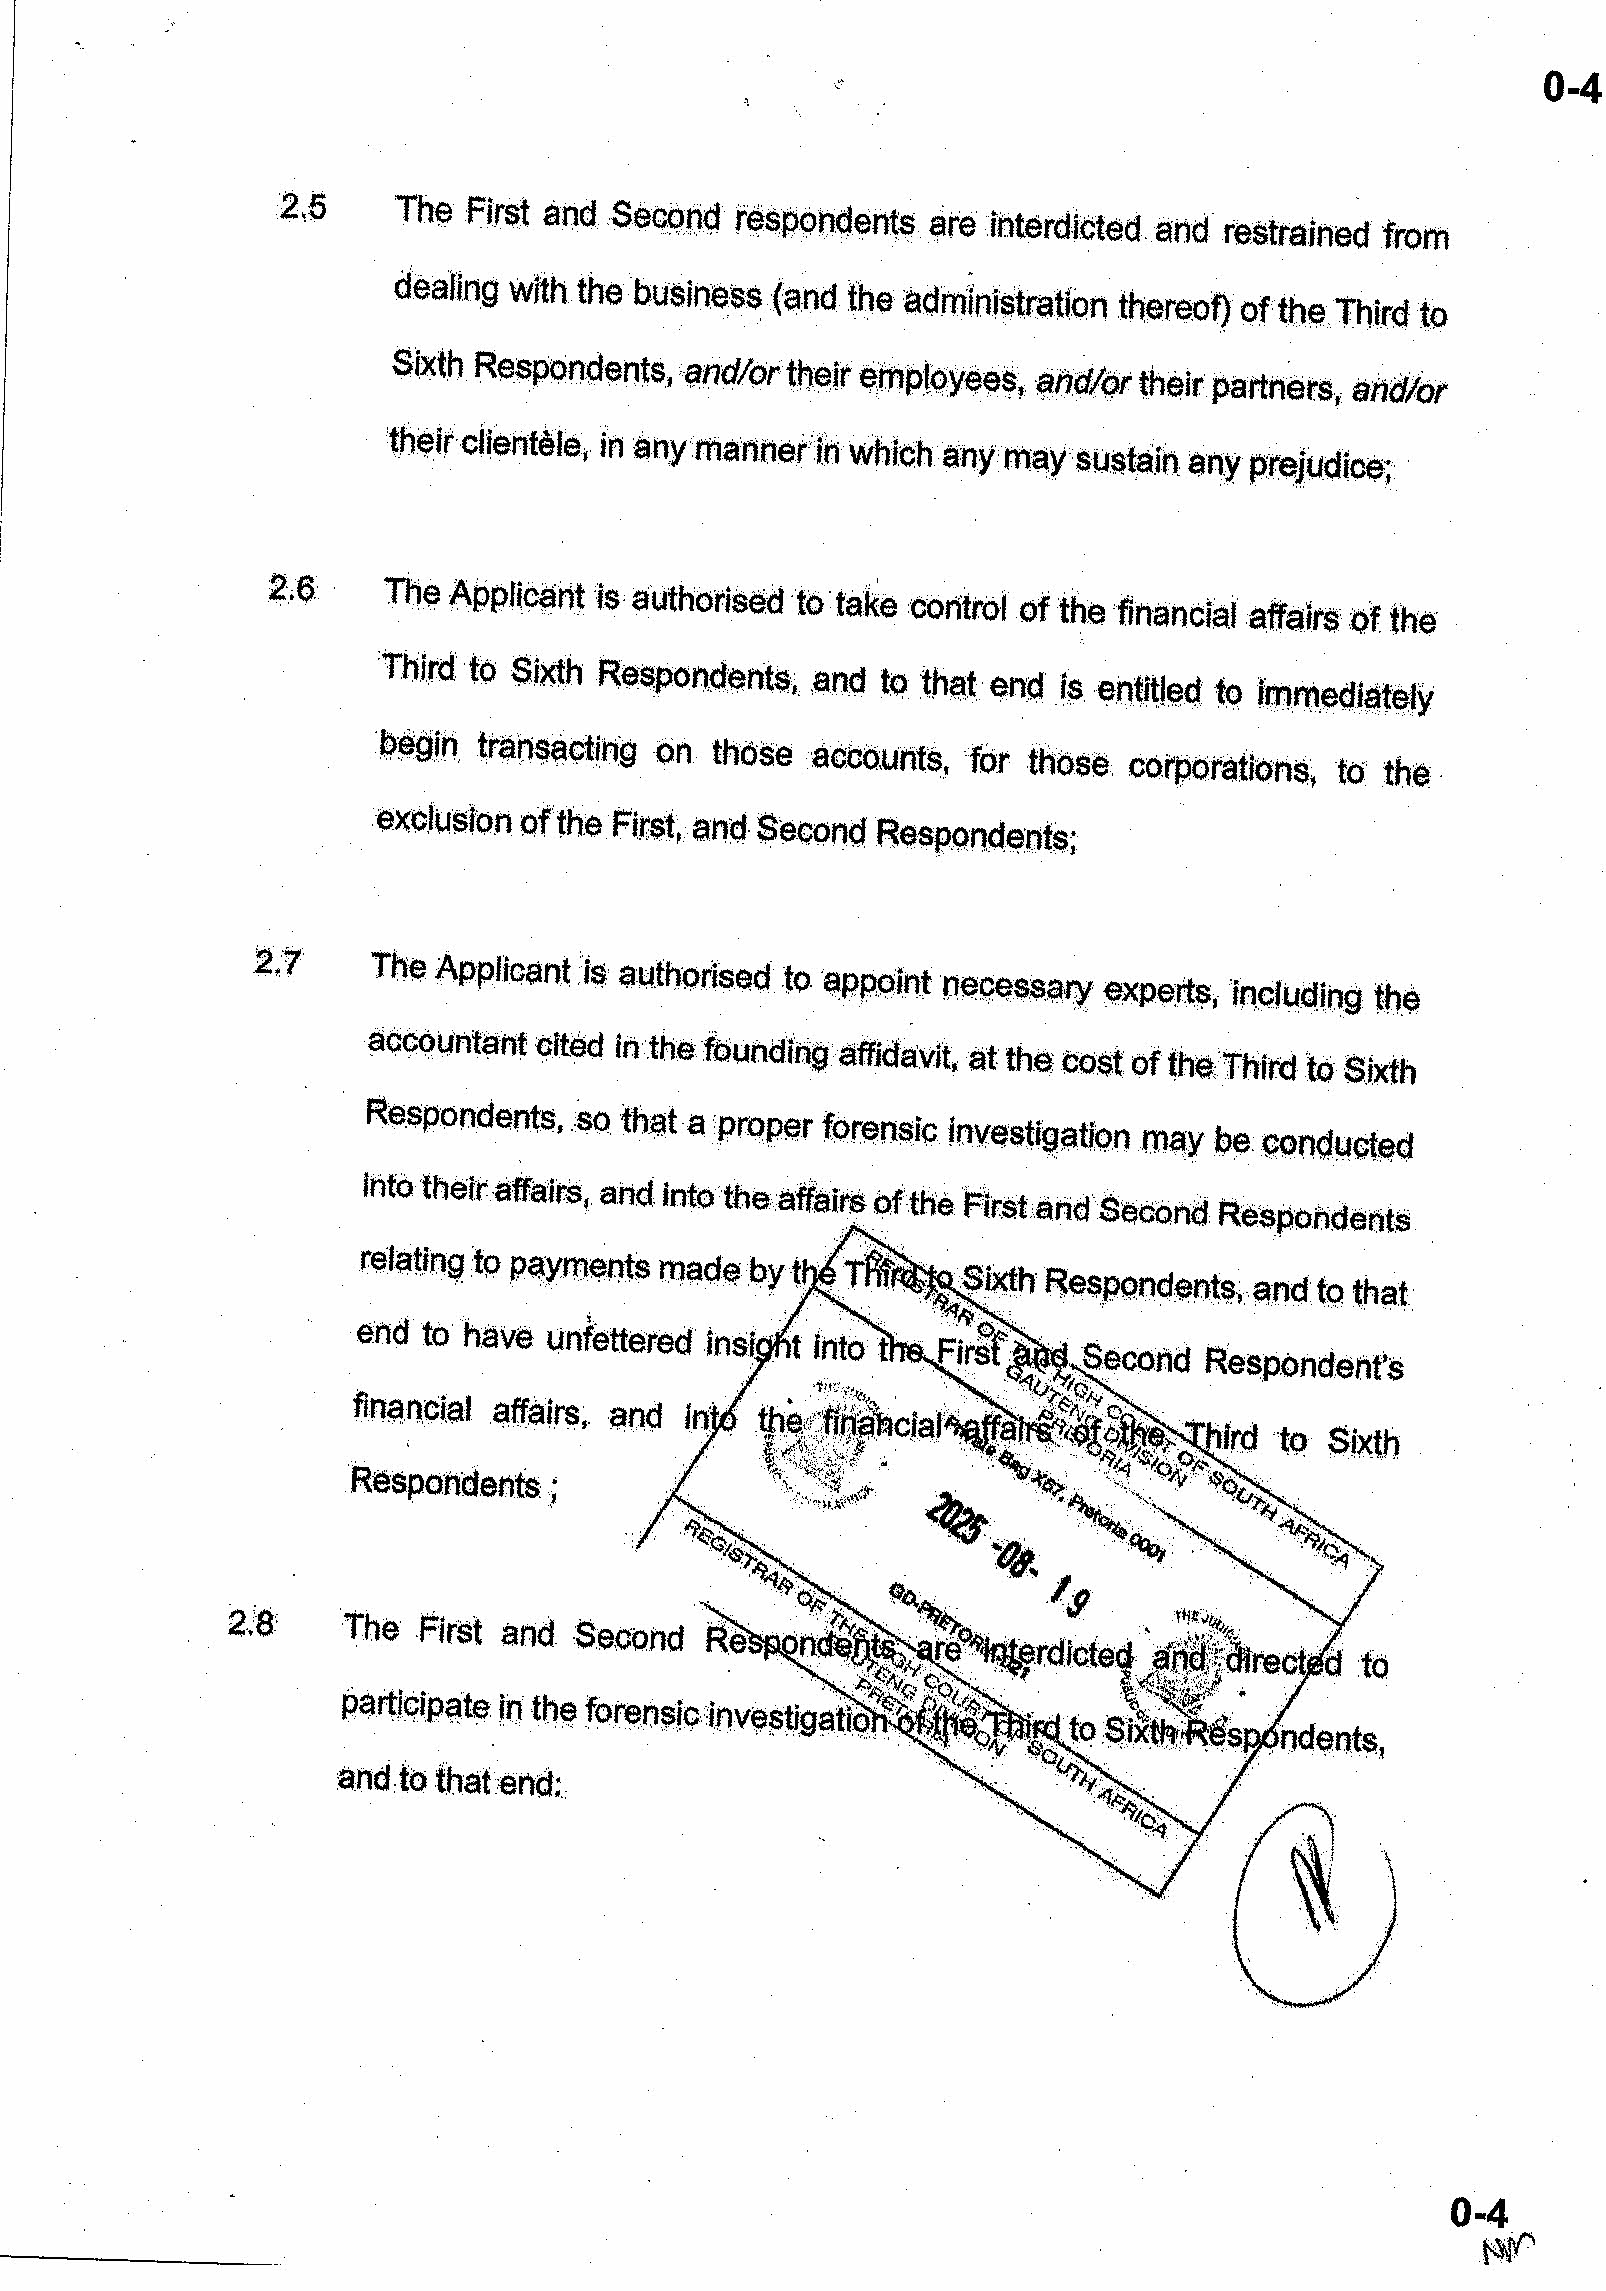 0-4
2.5 The First and Second respondents are interdicted and restrained from
dealing with the business (and the administration thereof) of the Third to
Sixth Respondents, and/or their employees, and/or their partners, and/or
their clientèle, in any manner in which any may sustain any prejudice;
2.6 The Applicant is authorised to take control of the financial affairs of the
Third to Sixth Respondents, and to that end is entitled to immediately
begin transacting on those accounts, for those corporations, to the
exclusion of the First, and Second Respondents;
2.7 The Applicant is authorised to appoint necessary experts, including the
accountant cited in the founding affidavit, at the cost of the Third to Sixth
Respondents, so that a proper forensic investigation may be conducted
into their affairs, and into the affairs of the First and Second Respondents
relating to payments made by the Third to Sixth Respondents, and to that
end to have unfettered insight into the First and Second Respondent's
financial affairs, and into the financial affairs of the Third to Sixth
Respondents ;
REGISTRAR OF THE HIGH COURT OF SOUTH AFRICA
GAUTENG DIVISION
PRETORIA
Private Bag X67, Pretoria 0001
2025 -08- 19
REGISTRAR OF THE HIGH COURT OF SOUTH AFRICA
GAUTENG DIVISION
PRETORIA
2.8 The First and Second Respondents are interdicted and directed to
participate in the forensic investigation of the Third to Sixth Respondents,
and to that end:
0-4